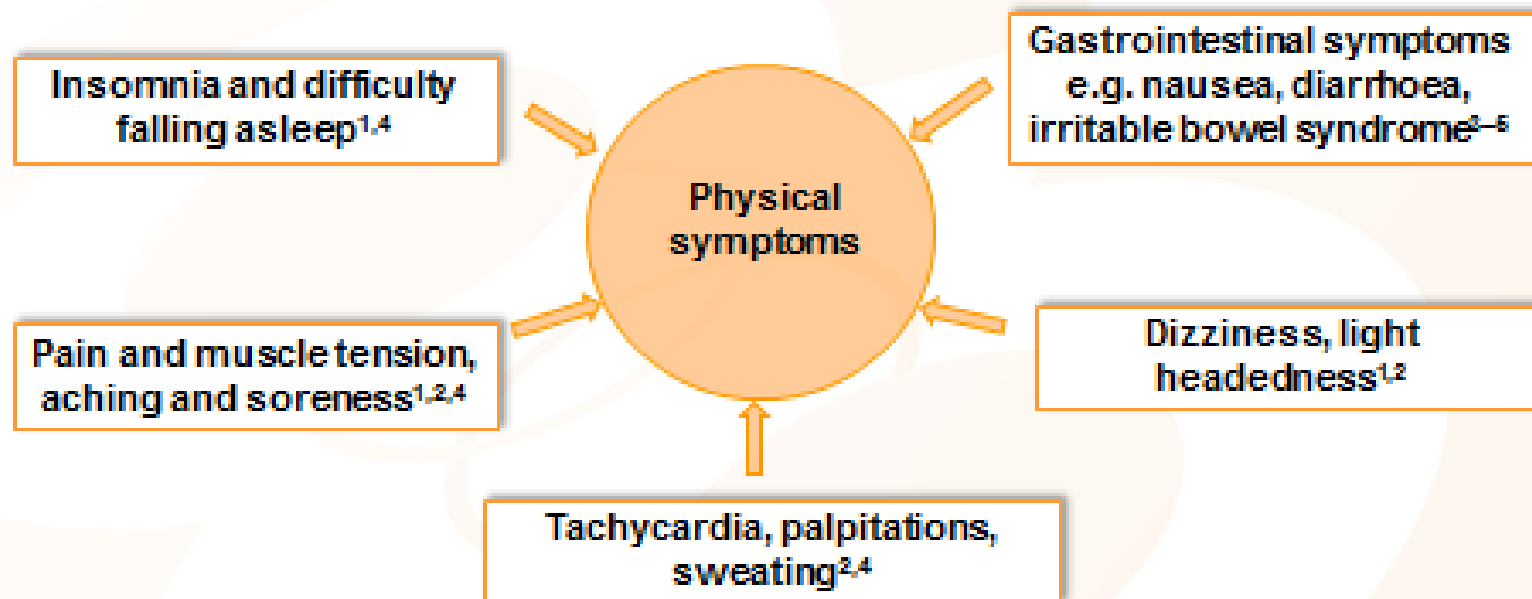 Insomnia and difficulty
falling asleep¹,⁴
Gastrointestinal symptoms
e.g. nausea, diarrhoea,
irritable bowel syndrome²⁻⁵
Physical
symptoms
Pain and muscle tension,
aching and soreness¹,²,⁴
Dizziness, light
headedness¹,²
Tachycardia, palpitations,
sweating²,⁴